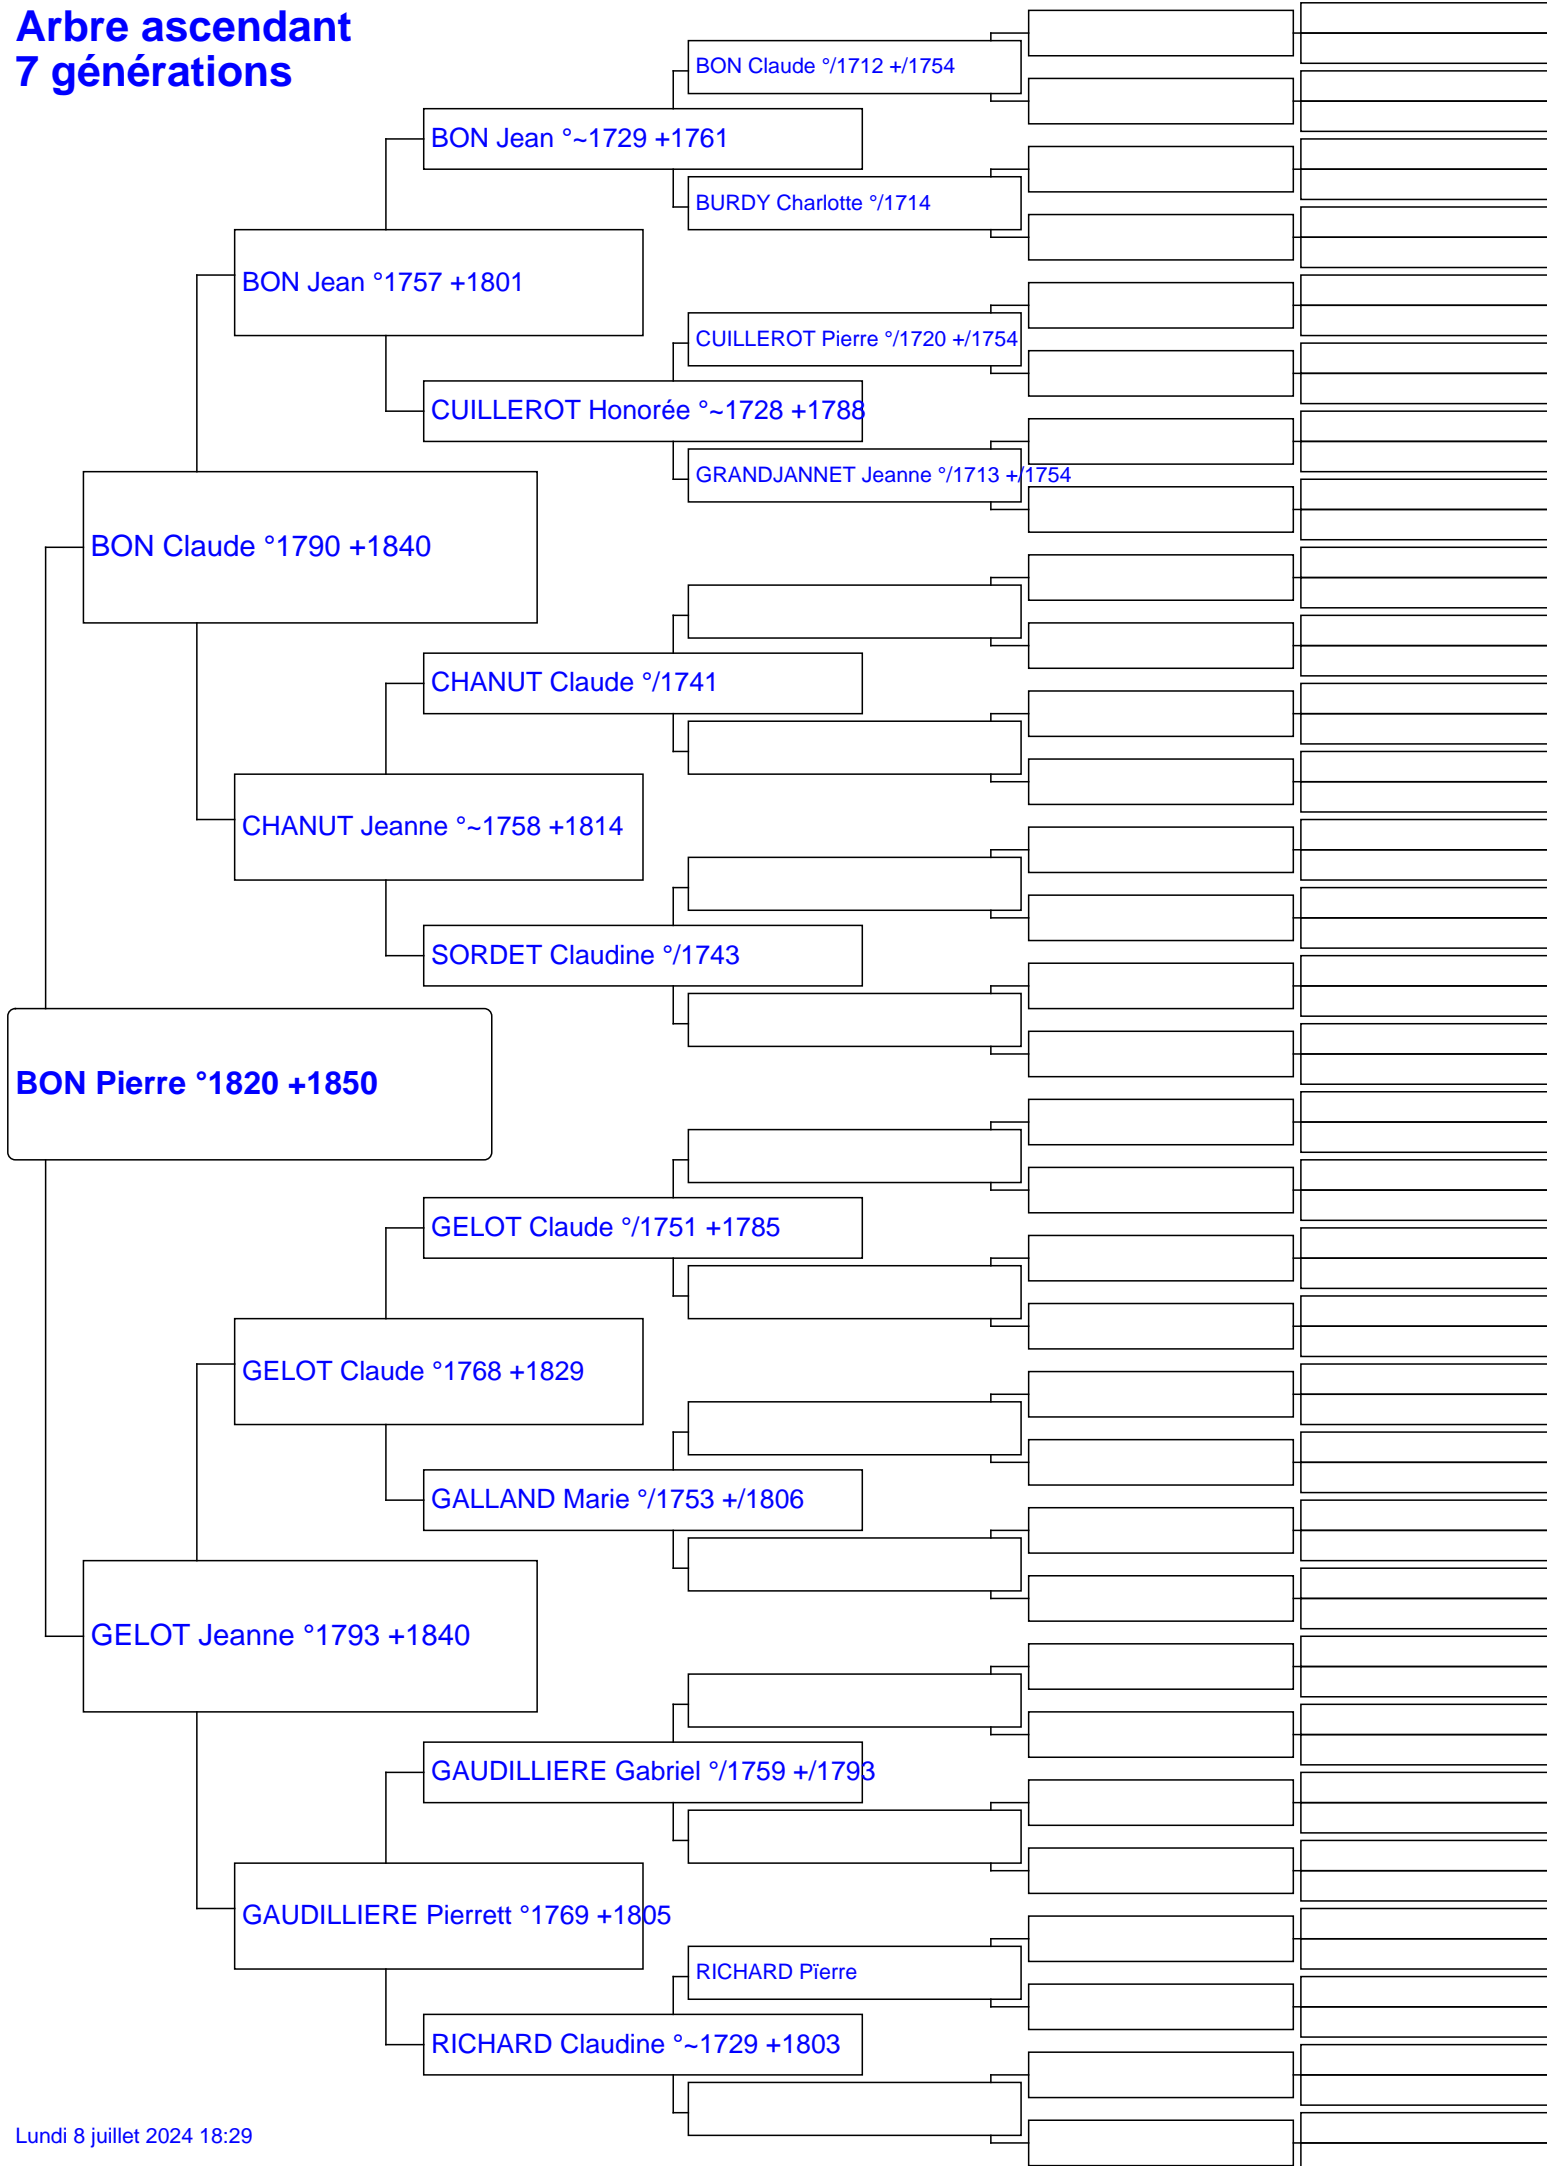 Arbre ascendant
7 générations
BON Claude °/1712 +/1754
BON Jean °~1729 +1761
BURDY Charlotte °/1714
BON Jean °1757 +1801
CUILLEROT Pierre °/1720 +/1754
CUILLEROT Honorée °~1728 +1788
GRANDJANNET Jeanne °/1713 +/1754
BON Claude °1790 +1840
CHANUT Claude °/1741
CHANUT Jeanne °~1758 +1814
SORDET Claudine °/1743
BON Pierre °1820 +1850
GELOT Claude °/1751 +1785
GELOT Claude °1768 +1829
GALLAND Marie °/1753 +/1806
GELOT Jeanne °1793 +1840
GAUDILLIERE Gabriel °/1759 +/1793
GAUDILLIERE Pierrett °1769 +1805
RICHARD Pïerre
RICHARD Claudine °~1729 +1803
Lundi 8 juillet 2024 18:29